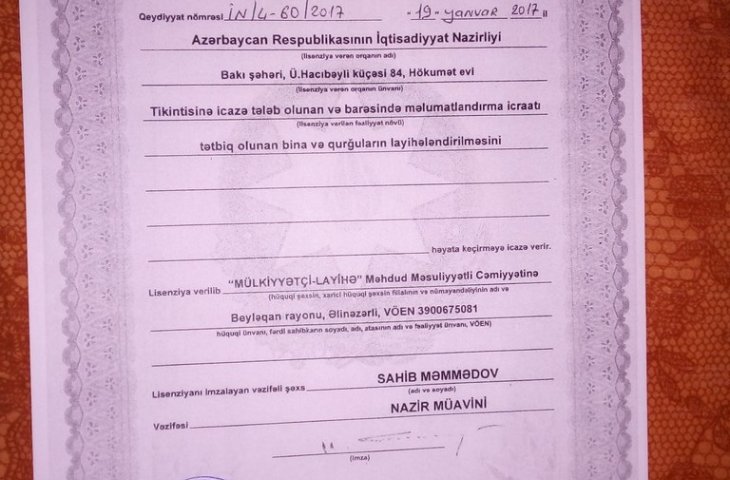 Qeydiyyat nömrəsi İN/4-60/2017 -19- yanvar 2017 il
Azərbaycan Respublikasının İqtisadiyyat Nazirliyi
(lisenziya verən orqanın adı)
Bakı şəhəri, Ü.Hacıbəyli küçəsi 84, Hökumət evi
(lisenziya verən orqanın ünvanı)
Tikintisinə icazə tələb olunan və barəsində məlumatlandırma icraatı
(lisenziya verilən fəaliyyət növü)
tətbiq olunan bina və qurğuların layihələndirilməsini
həyata keçirməyə icazə verir.
Lisenziya verilib "MÜLKİYYƏTÇİ-LAYİHƏ" Məhdud Məsuliyyətli Cəmiyyətinə
(hüquqi şəxsin, xarici hüquqi şəxsin filialının və nümayəndəliyinin adı və
Beyləqan rayonu, Əlinəzərli, VÖEN 3900675081
hüquqi ünvanı, fərdi sahibkarın soyadı, adı, atasının adı və fəaliyyət ünvanı, VÖEN)
Lisenziyanı imzalayan vəzifəli şəxs SAHİB MƏMMƏDOV
(adı və soyadı)
Vəzifəsi NAZİR MÜAVİNİ
(imza)